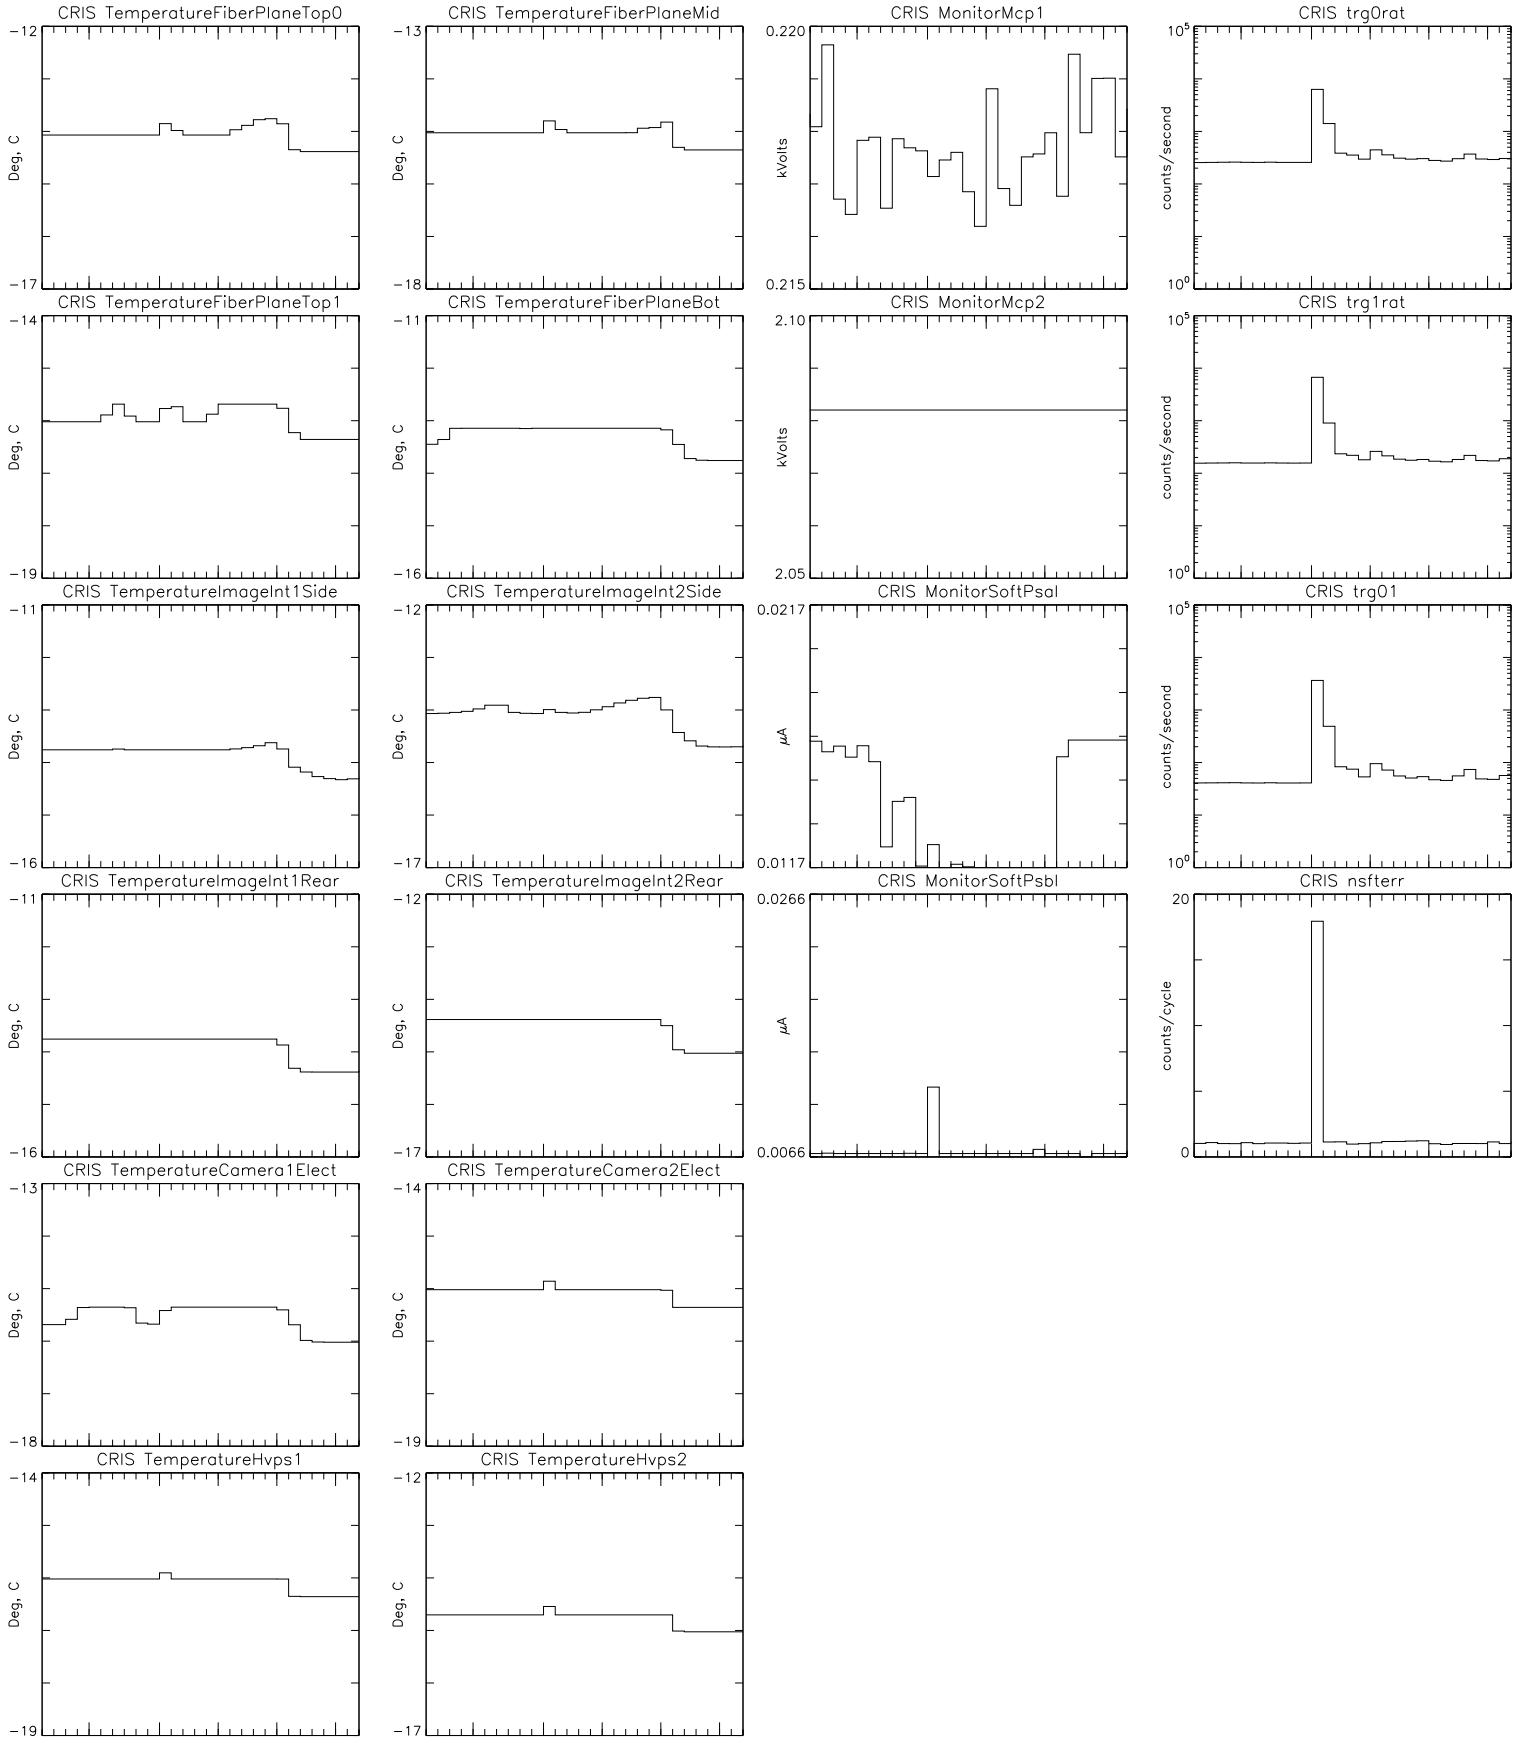 CRIS TemperatureFiberPlaneTop0
-12
Deg, C
-17
CRIS TemperatureFiberPlaneMid
-13
Deg, C
-18
CRIS MonitorMcp1
0.220
kVolts
0.215
CRIS trg0rat
10^5
counts/second
10^0
CRIS TemperatureFiberPlaneTop1
-14
Deg, C
-19
CRIS TemperatureFiberPlaneBot
-11
Deg, C
-16
CRIS MonitorMcp2
2.10
kVolts
2.05
CRIS trg1rat
10^5
counts/second
10^0
CRIS TemperatureImageInt1Side
-11
Deg, C
-16
CRIS TemperatureImageInt2Side
-12
Deg, C
-17
CRIS MonitorSoftPsaI
0.0217
μA
0.0117
CRIS trg01
10^5
counts/second
10^0
CRIS TemperatureImageInt1Rear
-11
Deg, C
-16
CRIS TemperatureImageInt2Rear
-12
Deg, C
-17
CRIS MonitorSoftPsbI
0.0266
μA
0.0066
CRIS nsfterr
20
counts/cycle
0
CRIS TemperatureCamera1Elect
-13
Deg, C
-18
CRIS TemperatureCamera2Elect
-14
Deg, C
-19
CRIS TemperatureHvps1
-14
Deg, C
-19
CRIS TemperatureHvps2
-12
Deg, C
-17